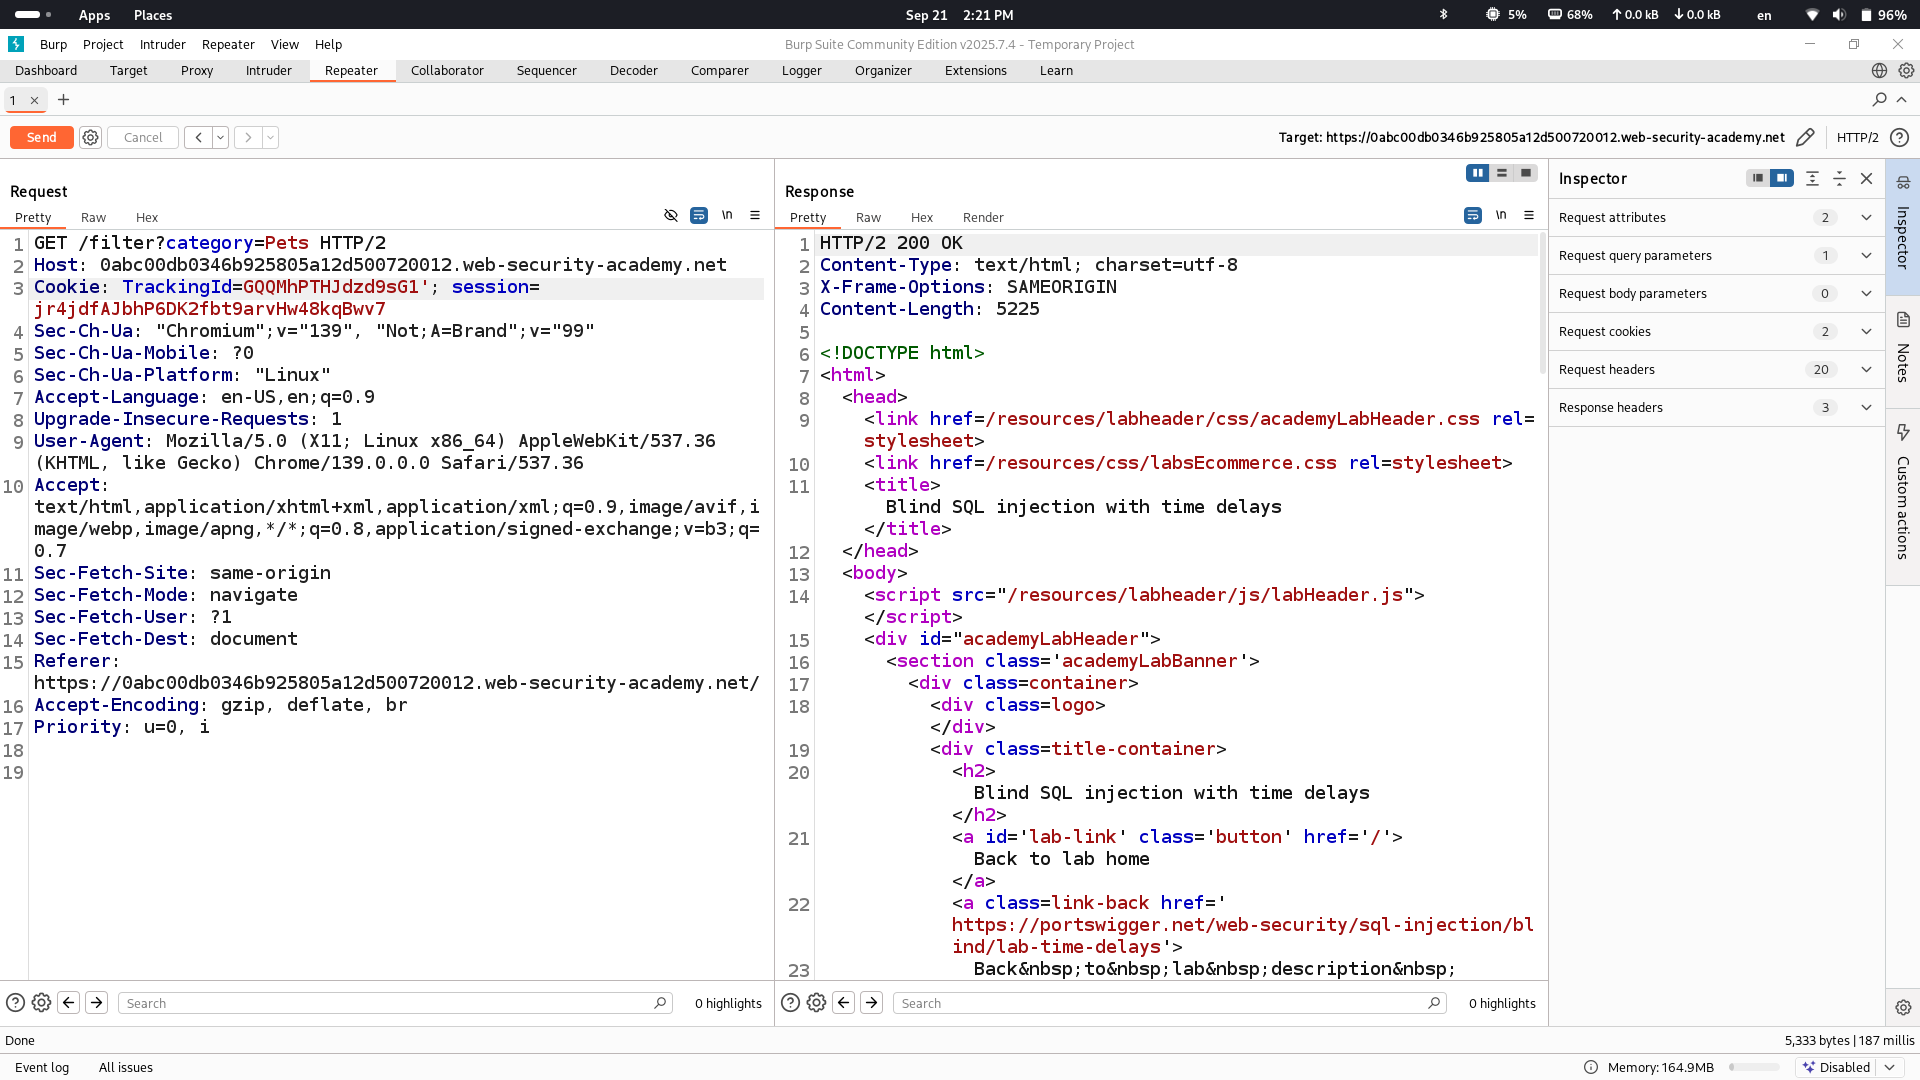 Apps Places Sep 21 2:21 PM 5% 68% 0.0 kB 0.0 kB en 96%
Burp Project Intruder Repeater View Help Burp Suite Community Edition v2025.7.4 - Temporary Project
Dashboard Target Proxy Intruder Repeater Collaborator Sequencer Decoder Comparer Logger Organizer Extensions Learn
1
Send Cancel Target: https://0abc00db0346b925805a12d500720012.web-security-academy.net HTTP/2
Request
Pretty Raw Hex \n
1 GET /filter?category=Pets HTTP/2
2 Host: 0abc00db0346b925805a12d500720012.web-security-academy.net
3 Cookie: TrackingId=GQQMhPTHJdzd9sG1'; session=
jr4jdfAJbhP6DK2fbt9arvHw48kqBwv7
4 Sec-Ch-Ua: "Chromium";v="139", "Not;A=Brand";v="99"
5 Sec-Ch-Ua-Mobile: ?0
6 Sec-Ch-Ua-Platform: "Linux"
7 Accept-Language: en-US,en;q=0.9
8 Upgrade-Insecure-Requests: 1
9 User-Agent: Mozilla/5.0 (X11; Linux x86_64) AppleWebKit/537.36
(KHTML, like Gecko) Chrome/139.0.0.0 Safari/537.36
10 Accept:
text/html,application/xhtml+xml,application/xml;q=0.9,image/avif,i
mage/webp,image/apng,*/*;q=0.8,application/signed-exchange;v=b3;q=
0.7
11 Sec-Fetch-Site: same-origin
12 Sec-Fetch-Mode: navigate
13 Sec-Fetch-User: ?1
14 Sec-Fetch-Dest: document
15 Referer:
https://0abc00db0346b925805a12d500720012.web-security-academy.net/
16 Accept-Encoding: gzip, deflate, br
17 Priority: u=0, i
18
19
Search 0 highlights
Response
Pretty Raw Hex Render \n
1 HTTP/2 200 OK
2 Content-Type: text/html; charset=utf-8
3 X-Frame-Options: SAMEORIGIN
4 Content-Length: 5225
5
6 <!DOCTYPE html>
7 <html>
8 <head>
9 <link href=/resources/labheader/css/academyLabHeader.css rel=
stylesheet>
10 <link href=/resources/css/labsEcommerce.css rel=stylesheet>
11 <title>
Blind SQL injection with time delays
</title>
12 </head>
13 <body>
14 <script src="/resources/labheader/js/labHeader.js">
</script>
15 <div id="academyLabHeader">
16 <section class='academyLabBanner'>
17 <div class=container>
18 <div class=logo>
</div>
19 <div class=title-container>
20 <h2>
Blind SQL injection with time delays
</h2>
21 <a id='lab-link' class='button' href='/'>
Back to lab home
</a>
22 <a class=link-back href='
https://portswigger.net/web-security/sql-injection/bl
ind/lab-time-delays'>
23 Back&nbsp;to&nbsp;lab&nbsp;description&nbsp;
Search 0 highlights
Inspector
Request attributes 2
Request query parameters 1
Request body parameters 0
Request cookies 2
Request headers 20
Response headers 3
Inspector
Notes
Custom actions
Done 5,333 bytes | 187 millis
Event log All issues Memory: 164.9MB Disabled